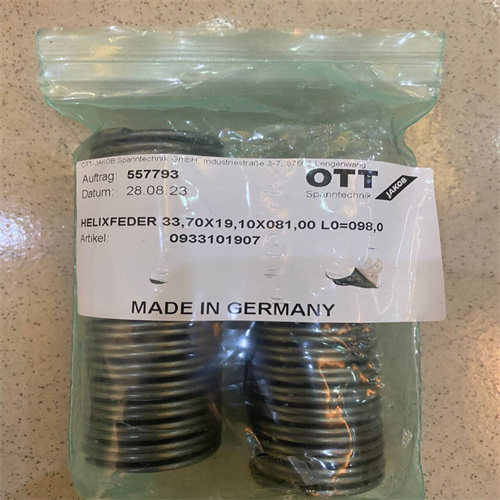 OTT-JAKOB Spanntechnik GmbH, Industriestraße 3-7, Lengenwang
Auftrag: 557793
Datum: 28.08.23
OTT
Spanntechnik
JAKOB
HELIXFEDER 33,70X19,10X081,00 L0=098,0
Artikel: 0933101907
MADE IN GERMANY